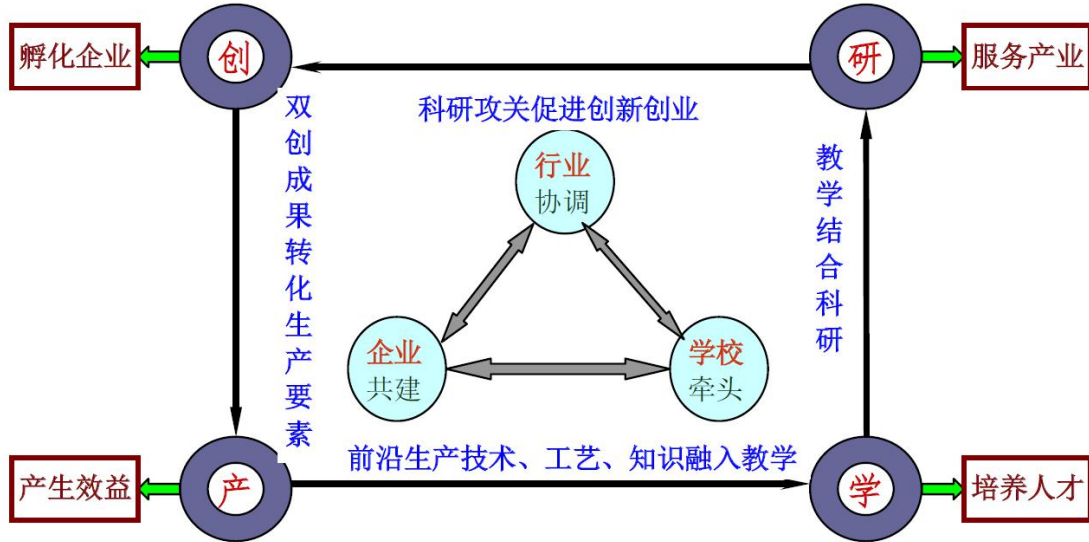 孵化企业
创
研
服务产业
科研攻关促进创新创业
双创成果转化生产要素
行业
协调
教学结合科研
企业
共建
学校
牵头
前沿生产技术、工艺、知识融入教学
产生效益
产
学
培养人才